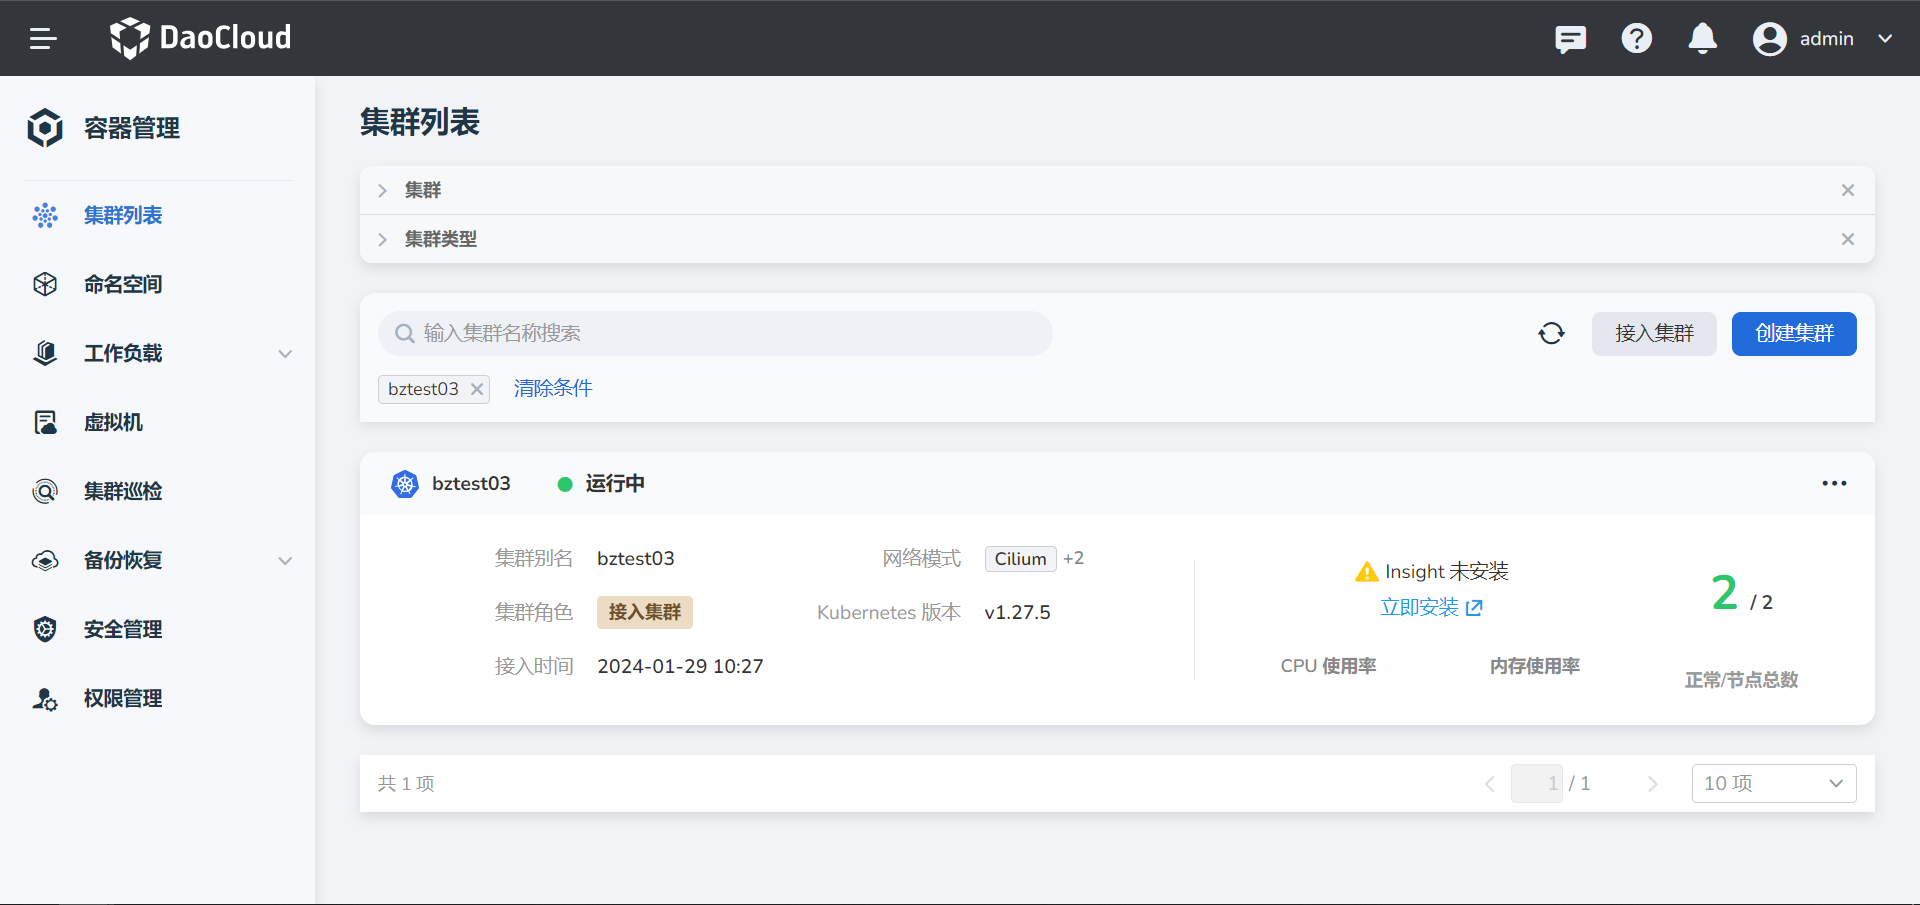 DaoCloud
admin
容器管理
集群列表
命名空间
工作负载
虚拟机
集群巡检
备份恢复
安全管理
权限管理
集群列表
集群
集群类型
输入集群名称搜索
接入集群
创建集群
bztest03
清除条件
bztest03
运行中
集群别名 bztest03
网络模式 Cilium +2
集群角色 接入集群
Kubernetes 版本 v1.27.5
接入时间 2024-01-29 10:27
Insight 未安装
立即安装
CPU 使用率
内存使用率
2 / 2
正常/节点总数
共 1 项
1 / 1
10 项